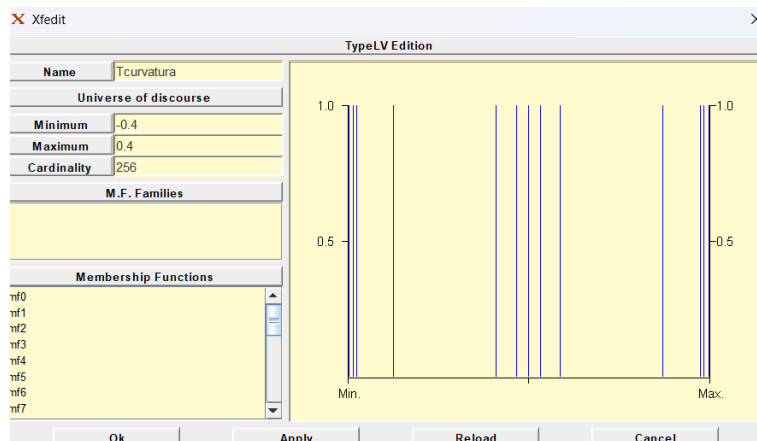 Xfedit
TypeLV Edition
Name Tcurvatura
Universe of discourse
Minimum -0.4
Maximum 0.4
Cardinality 256
M.F. Families
Membership Functions
mf0
mf1
mf2
mf3
mf4
mf5
mf6
mf7
1.0 1.0
0.5 0.5
Min. Max.
Ok Apply Reload Cancel